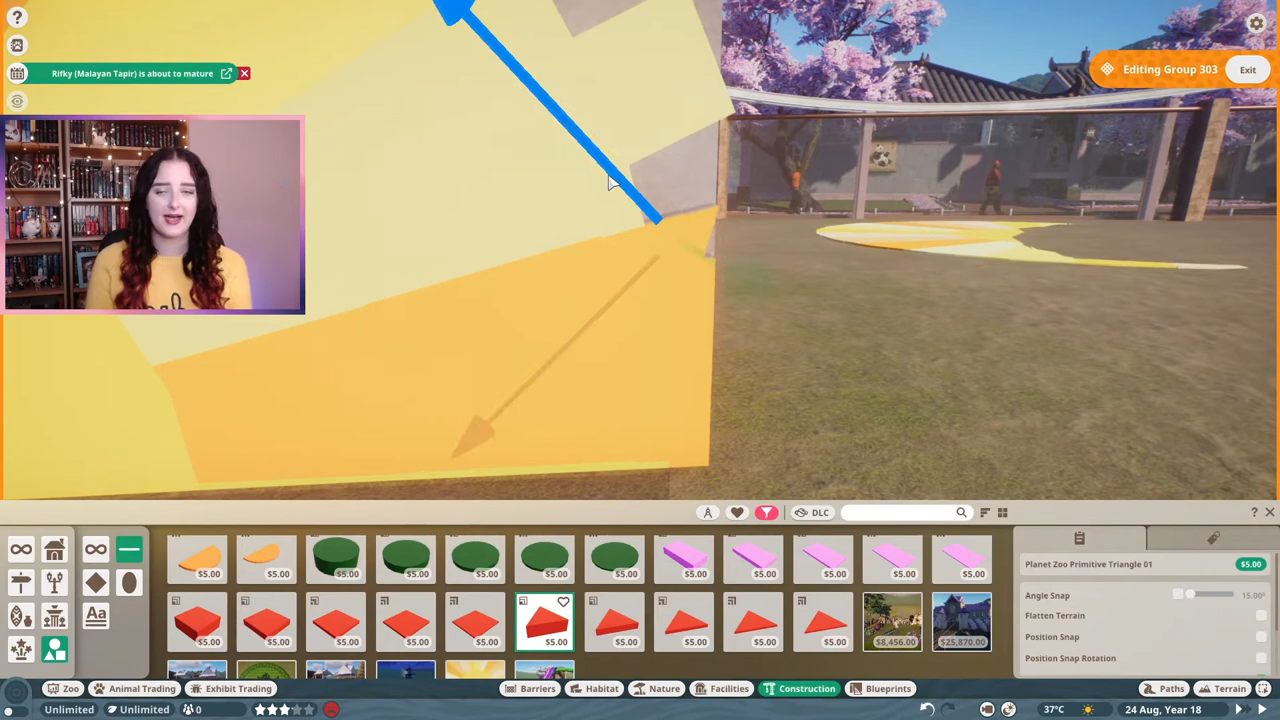 ?
Editing Group 303 Exit
Rifky (Malayan Tapir) is about to mature
DLC
?
$5.00 $5.00 $5.00 $5.00 $5.00 $5.00 $5.00 $5.00 $5.00 $5.00 $5.00 $5.00
Planet Zoo Primitive Triangle 01 $5.00
Angle Snap 15.00°
Flatten Terrain
Aa
$5.00 $5.00 $5.00 $5.00 $5.00 $5.00 $5.00 $5.00 $5.00 $5.00 $8,456.00 $25,870.00
Position Snap
Position Snap Rotation
Zoo Animal Trading Exhibit Trading Barriers Habitat Nature Facilities Construction Blueprints Paths Terrain
Unlimited Unlimited 0 37°C 24 Aug, Year 18